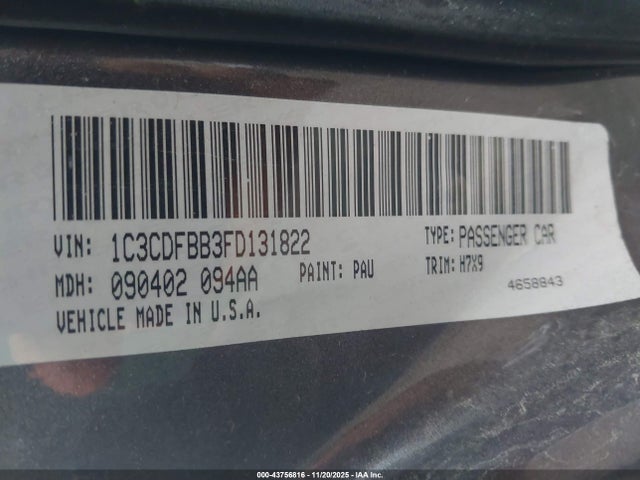 VIN: 1C3CDFBB3FD131822 TYPE: PASSENGER CAR
MDH: 090402 094AA PAINT: PAU TRIM: H7X9
4658843
VEHICLE MADE IN U.S.A.
000-43756816 - 11/20/2025 - IAA Inc.